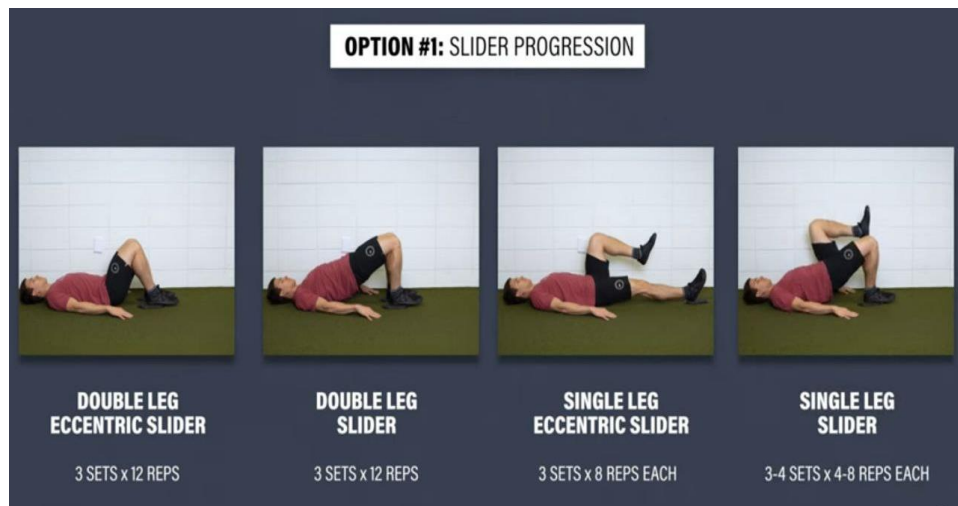 OPTION #1: SLIDER PROGRESSION
DOUBLE LEG
ECCENTRIC SLIDER
3 SETS x 12 REPS
DOUBLE LEG
SLIDER
3 SETS x 12 REPS
SINGLE LEG
ECCENTRIC SLIDER
3 SETS x 8 REPS EACH
SINGLE LEG
SLIDER
3-4 SETS x 4-8 REPS EACH